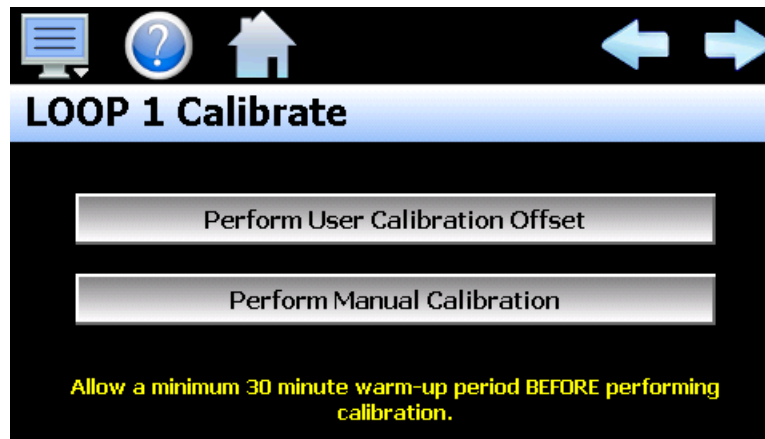 LOOP 1 Calibrate
Perform User Calibration Offset
Perform Manual Calibration
Allow a minimum 30 minute warm-up period BEFORE performing
calibration.